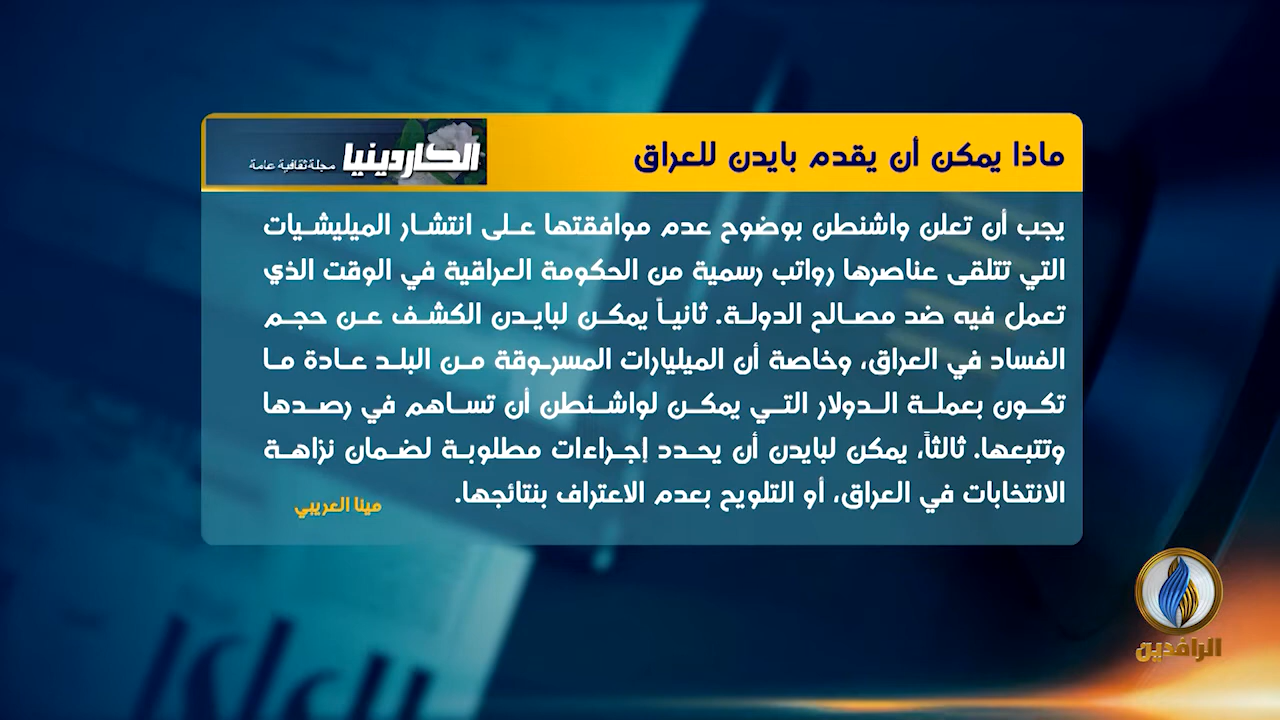 ماذا يمكن أن يقدم بايدن للعراق
الكاردينيا مجلة ثقافية عامة
يجب أن تعلن واشنطن بوضوح عدم موافقتها على انتشار الميليشيات
التي تتلقى عناصرها رواتب رسمية من الحكومة العراقية في الوقت الذي
تعمل فيه ضد مصالح الدولة. ثانياً يمكن لبايدن الكشف عن حجم
الفساد في العراق، وخاصة أن الميليارات المسروقة من البلد عادة ما
تكون بعملة الدولار التي يمكن لواشنطن أن تساهم في رصدها
وتتبعها. ثالثاً، يمكن لبايدن أن يحدد إجراءات مطلوبة لضمان نزاهة
الانتخابات في العراق، أو التلويح بعدم الاعتراف بنتائجها.
مينا العريبي
الرافدين